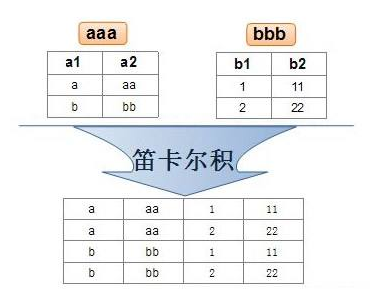 aaa bbb
a1 a2 b1 b2
a aa 1 11
b bb 2 22
笛卡尔积
a aa 1 11
a aa 2 22
b bb 1 11
b bb 2 22